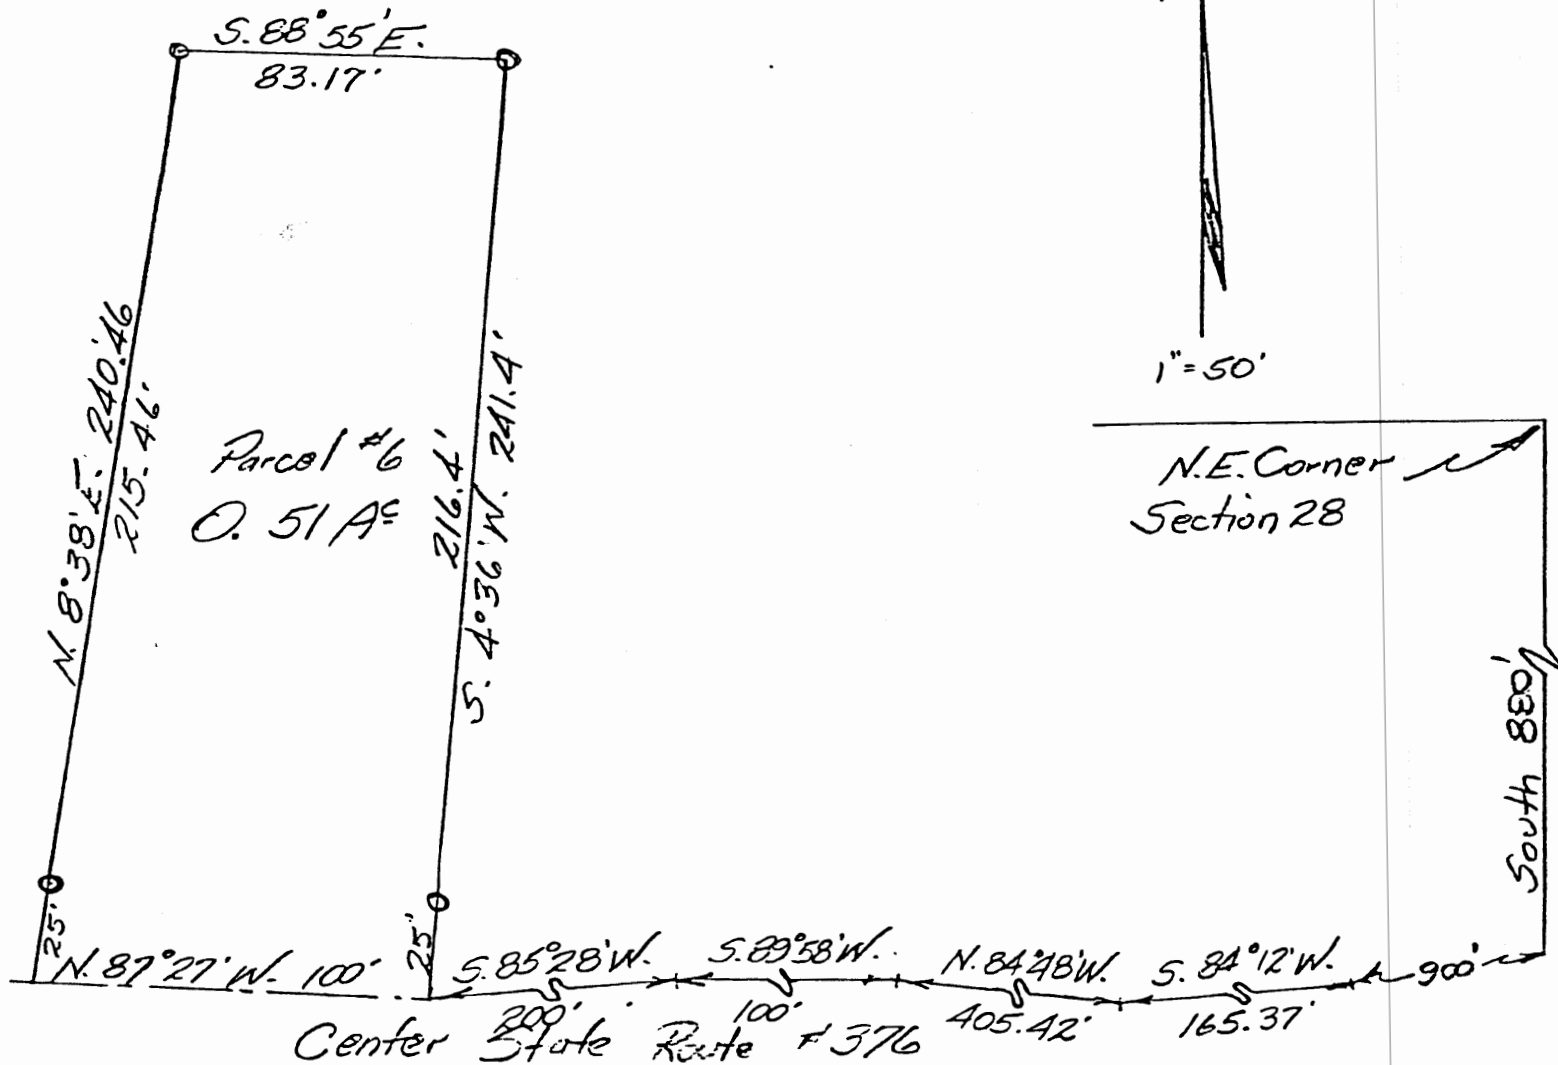 S. 88°55'E.
83.17'
N. 8°38'E. 240.46'
215.46'
Parcel #6
0.51 Ac
216.4'
S. 4°36'W. 241.4'
1" = 50'
N.E. Corner
Section 28
South 880'
25'
25'
N. 87°27'W. 100'
S. 85°28'W.
200'
S. 89°58'W.
100'
N. 84°48'W.
405.42'
S. 84°12'W.
165.37'
900'
Center State Route #376